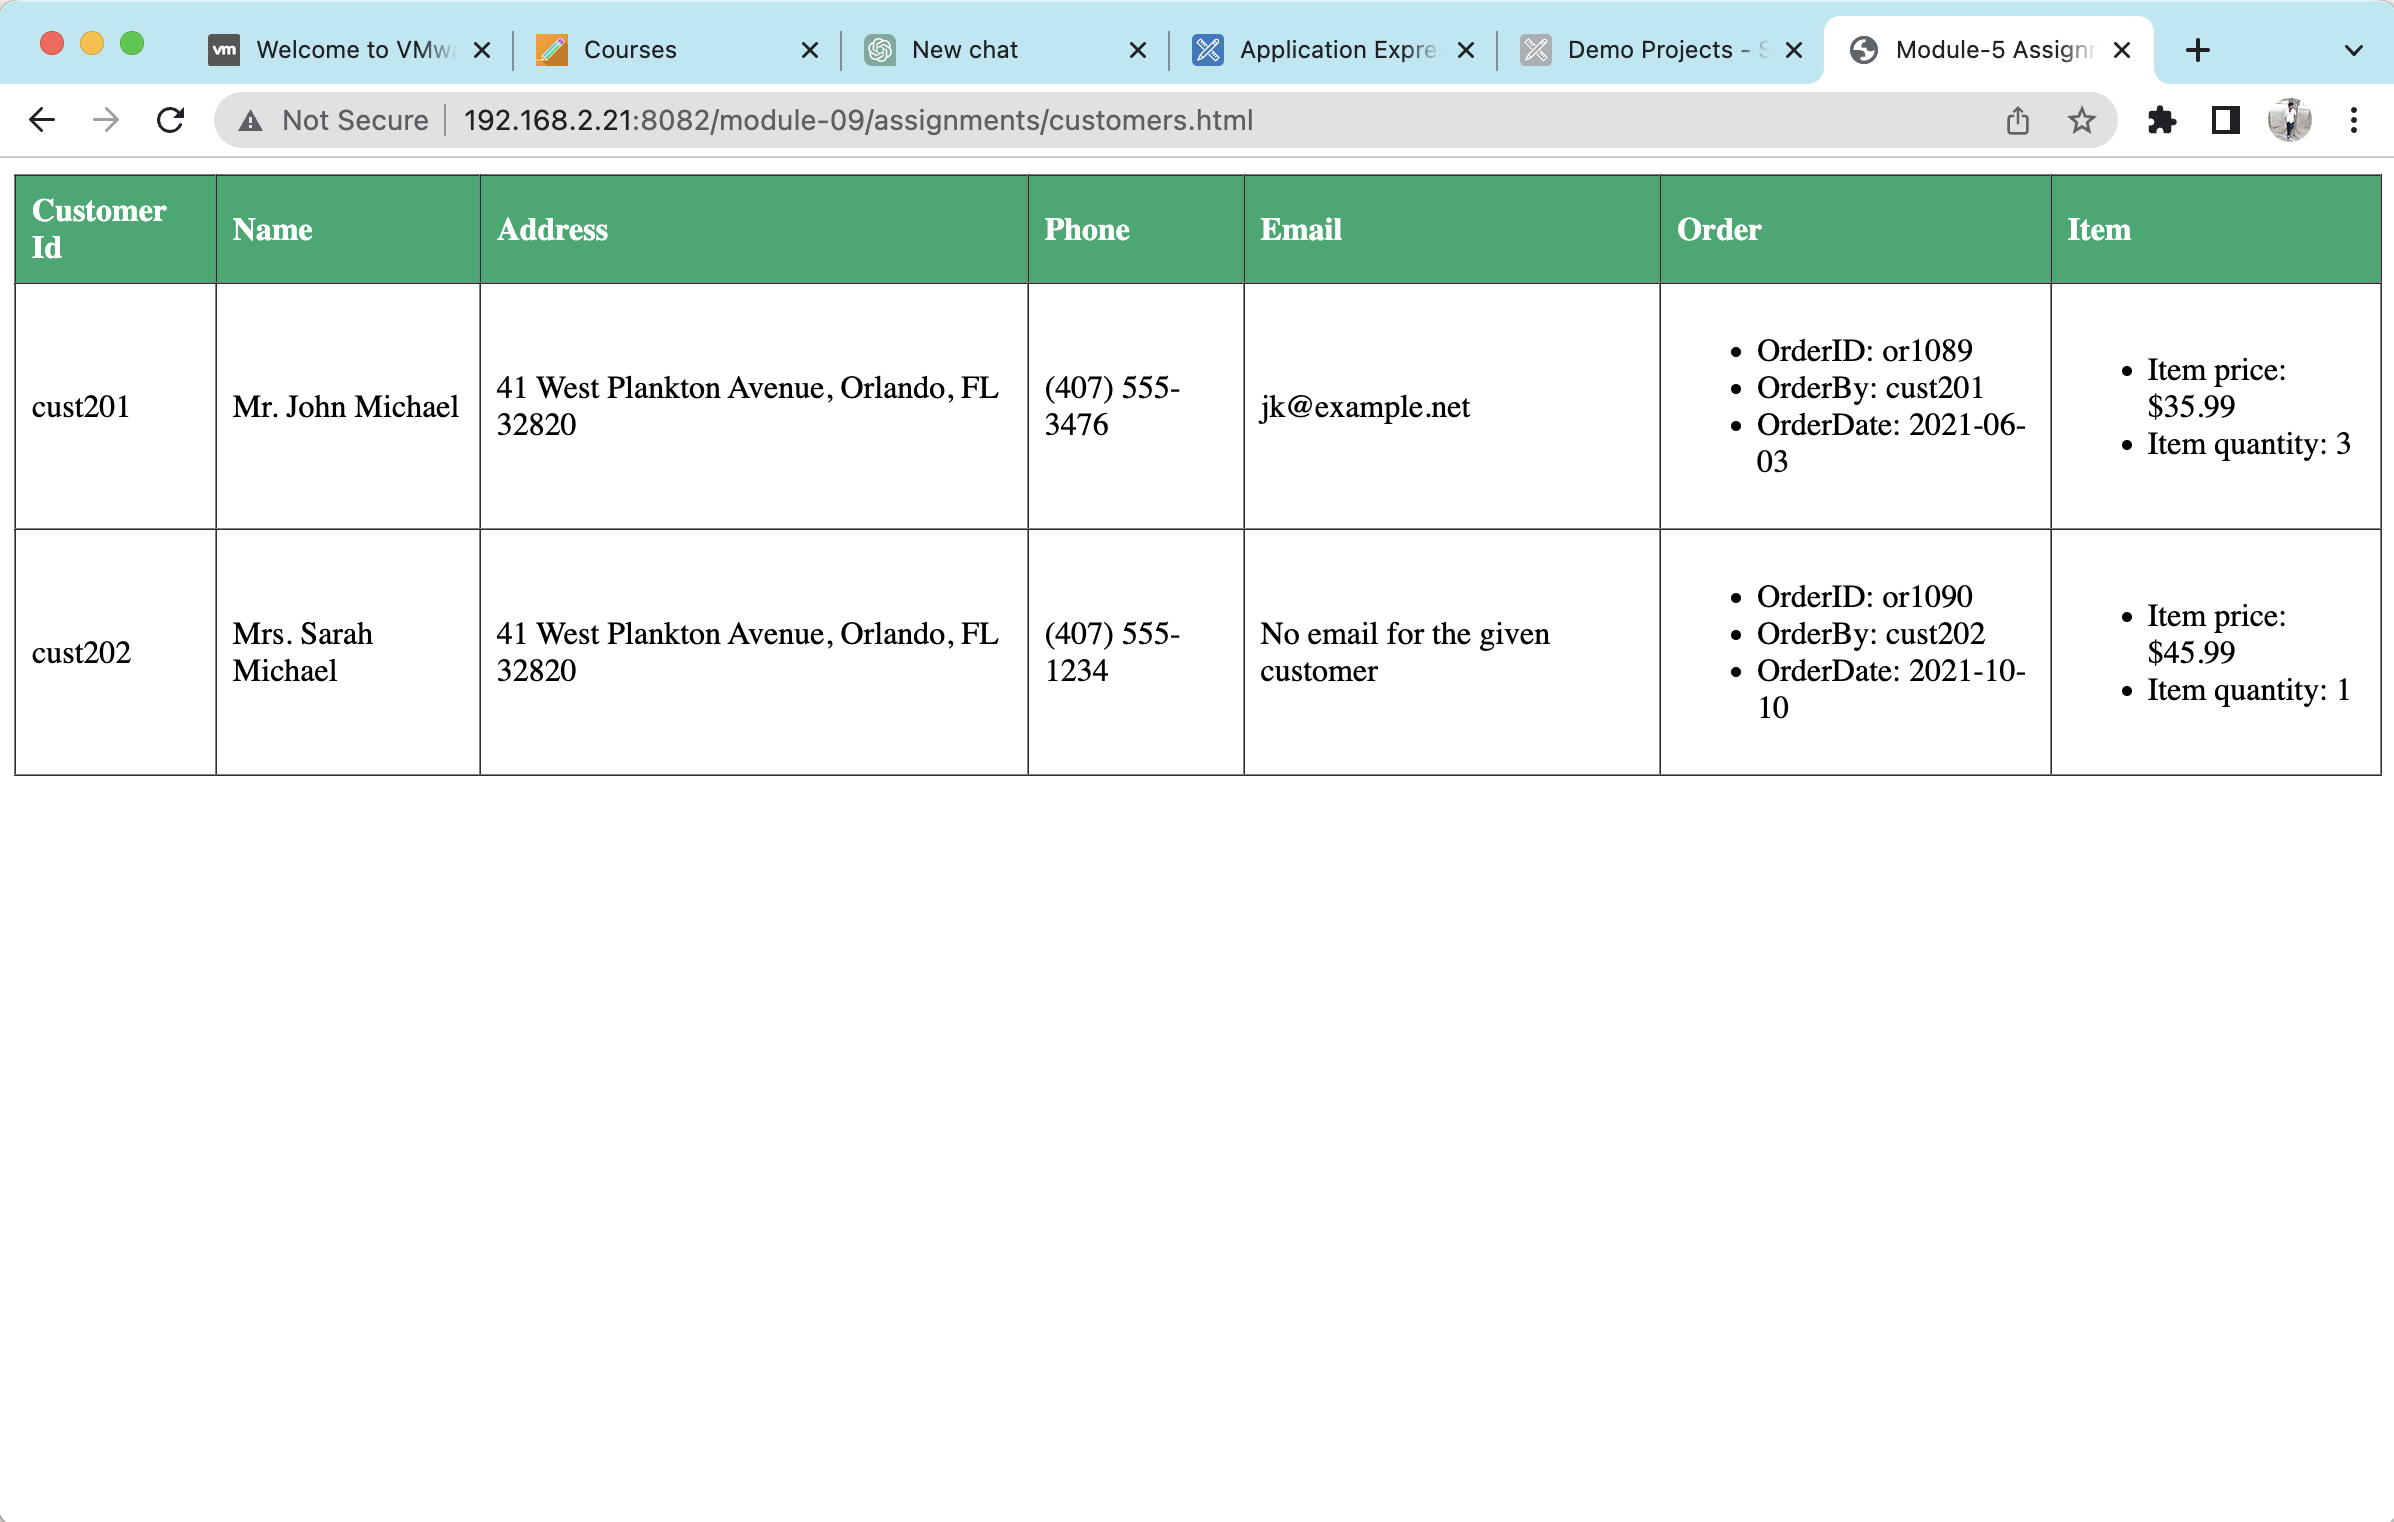 vm Welcome to VMw Courses New chat Application Expre Demo Projects - Module-5 Assign
Not Secure 192.168.2.21:8082/module-09/assignments/customers.html
Customer
Id
Name
Address
Phone
Email
Order
Item
cust201
Mr. John Michael
41 West Plankton Avenue, Orlando, FL
32820
(407) 555-
3476
jk@example.net
• OrderID: or1089
• OrderBy: cust201
• OrderDate: 2021-06-
03
• Item price:
$35.99
• Item quantity: 3
cust202
Mrs. Sarah
Michael
41 West Plankton Avenue, Orlando, FL
32820
(407) 555-
1234
No email for the given
customer
• OrderID: or1090
• OrderBy: cust202
• OrderDate: 2021-10-
10
• Item price:
$45.99
• Item quantity: 1